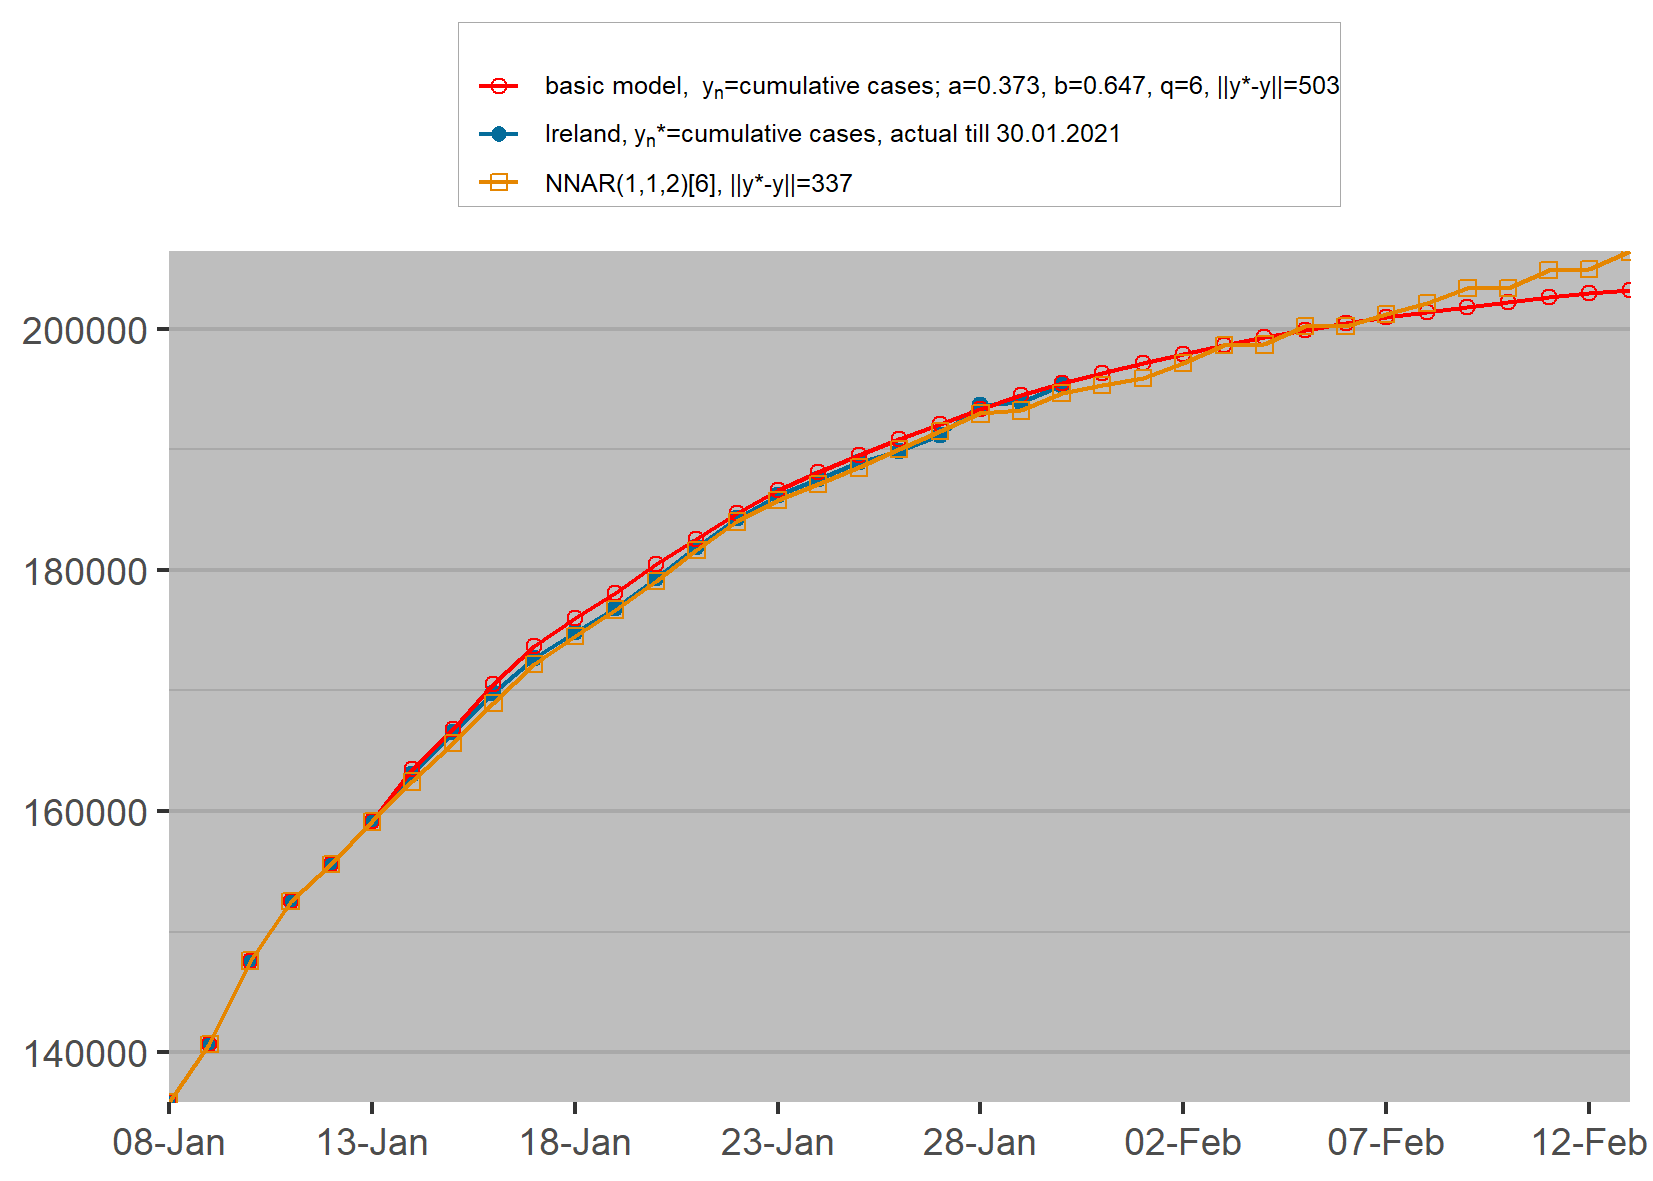 basic model,  yₙ=cumulative cases; a=0.373, b=0.647, q=6, ||y*-y||=503
Ireland, yₙ*=cumulative cases, actual till 30.01.2021
NNAR(1,1,2)[6], ||y*-y||=337
200000
180000
160000
140000
08-Jan 13-Jan 18-Jan 23-Jan 28-Jan 02-Feb 07-Feb 12-Feb